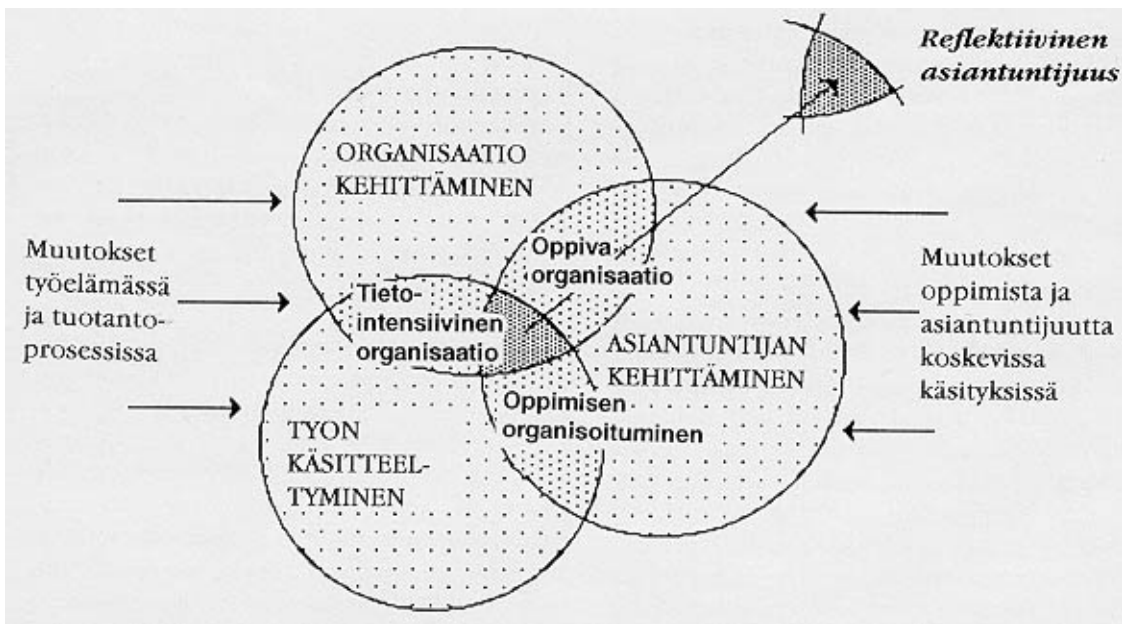 Reflektiivinen
asiantuntijuus
ORGANISAATIO
KEHITTÄMINEN
Muutokset
työelämässä
ja tuotanto-
prosessissa
Oppiva
organisaatio
Tieto-
intensiivinen
organisaatio
ASIANTUNTIJAN
KEHITTÄMINEN
Muutokset
oppimista ja
asiantuntijuutta
koskevissa
käsityksissä
Oppimisen
organisoituminen
TYON
KÄSITTEEL-
TYMINEN